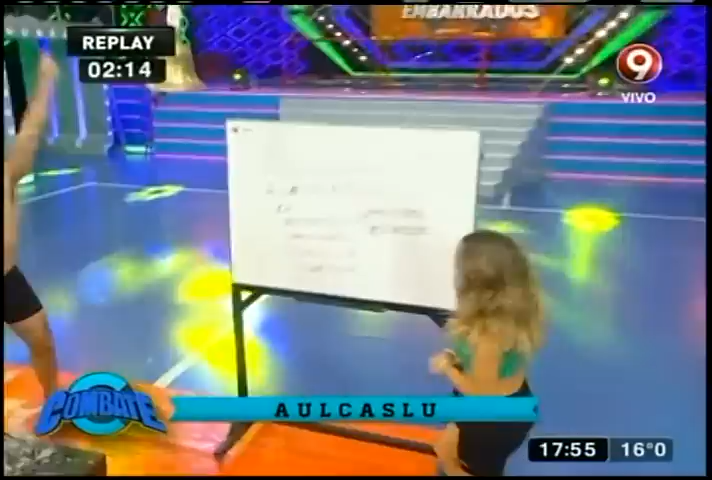 EMBARRADOS
REPLAY
02:14
9
VIVO
COMBATE
AULCASLU
17:55 16°0